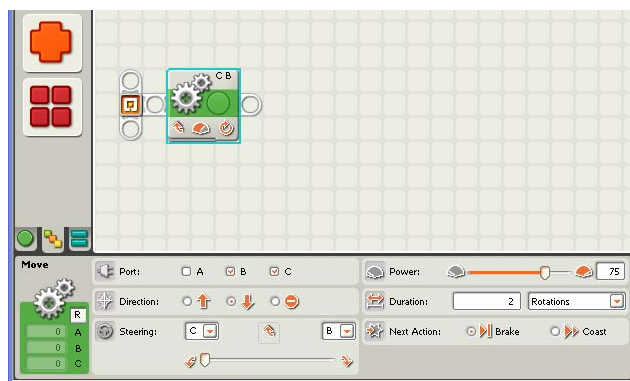 C B
Move
R
0 A
0 B
0 C
Port: A B C
Direction:
Steering: C B
Power: 75
Duration: 2 Rotations
Next Action: Brake Coast